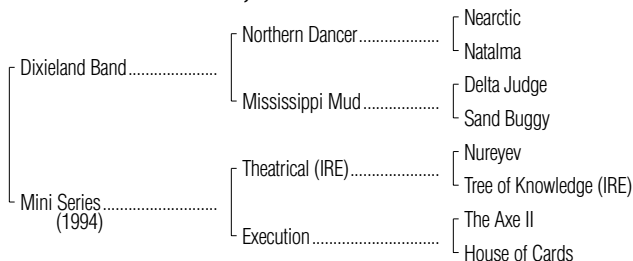 Nearctic
Northern Dancer
Natalma
Dixieland Band
Delta Judge
Mississippi Mud
Sand Buggy
Nureyev
Theatrical (IRE)
Tree of Knowledge (IRE)
Mini Series
(1994)
The Axe II
Execution
House of Cards